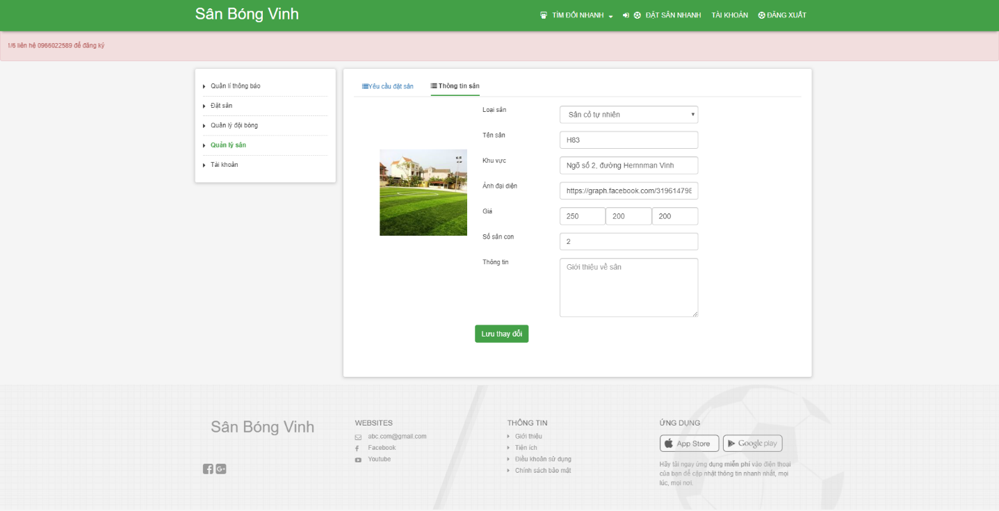 Sân Bóng Vinh
TÌM ĐỐI NHANH
ĐẶT SÂN NHANH
TÀI KHOẢN
ĐĂNG XUẤT
1/6 liên hệ 0966022589 để đăng ký
Quản lí thông báo
Đặt sân
Quản lý đội bóng
Quản lý sân
Tài khoản
Yêu cầu đặt sân
Thông tin sân
Loại sân
Sân cỏ tự nhiên
Tên sân
H83
Khu vực
Ngõ số 2, đường Hernnman Vinh
Ảnh đại diện
https://graph.facebook.com/319614798
Giá
250
200
200
Số sân con
2
Thông tin
Giới thiệu về sân
Lưu thay đổi
Sân Bóng Vinh
WEBSITES
abc.com@gmail.com
Facebook
Youtube
THÔNG TIN
Giới thiệu
Tiện ích
Điều khoản sử dụng
Chính sách bảo mật
ỨNG DỤNG
App Store
Google play
Hãy tải ngay ứng dụng miễn phí vào điện thoại
của bạn để cập nhật thông tin nhanh nhất, mọi
lúc, mọi nơi.